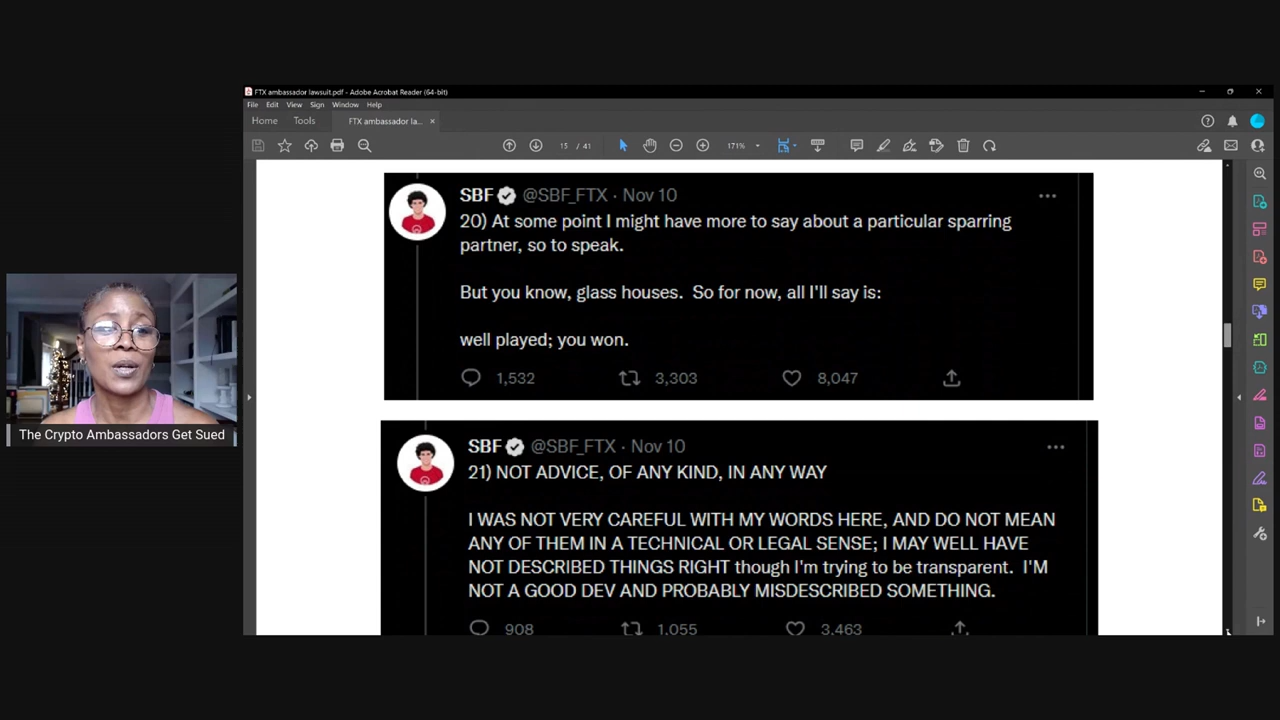 FTX ambassador lawsuit.pdf - Adobe Acrobat Reader (64-bit)
File Edit View Sign Window Help
Home Tools FTX ambassador la... ×
15 / 41 171%
SBF @SBF_FTX · Nov 10
20) At some point I might have more to say about a particular sparring
partner, so to speak.
But you know, glass houses. So for now, all I'll say is:
well played; you won.
1,532 3,303 8,047
The Crypto Ambassadors Get Sued
SBF @SBF_FTX · Nov 10
21) NOT ADVICE, OF ANY KIND, IN ANY WAY
I WAS NOT VERY CAREFUL WITH MY WORDS HERE, AND DO NOT MEAN
ANY OF THEM IN A TECHNICAL OR LEGAL SENSE; I MAY WELL HAVE
NOT DESCRIBED THINGS RIGHT though I'm trying to be transparent. I'M
NOT A GOOD DEV AND PROBABLY MISDESCRIBED SOMETHING.
908 1,055 3,463